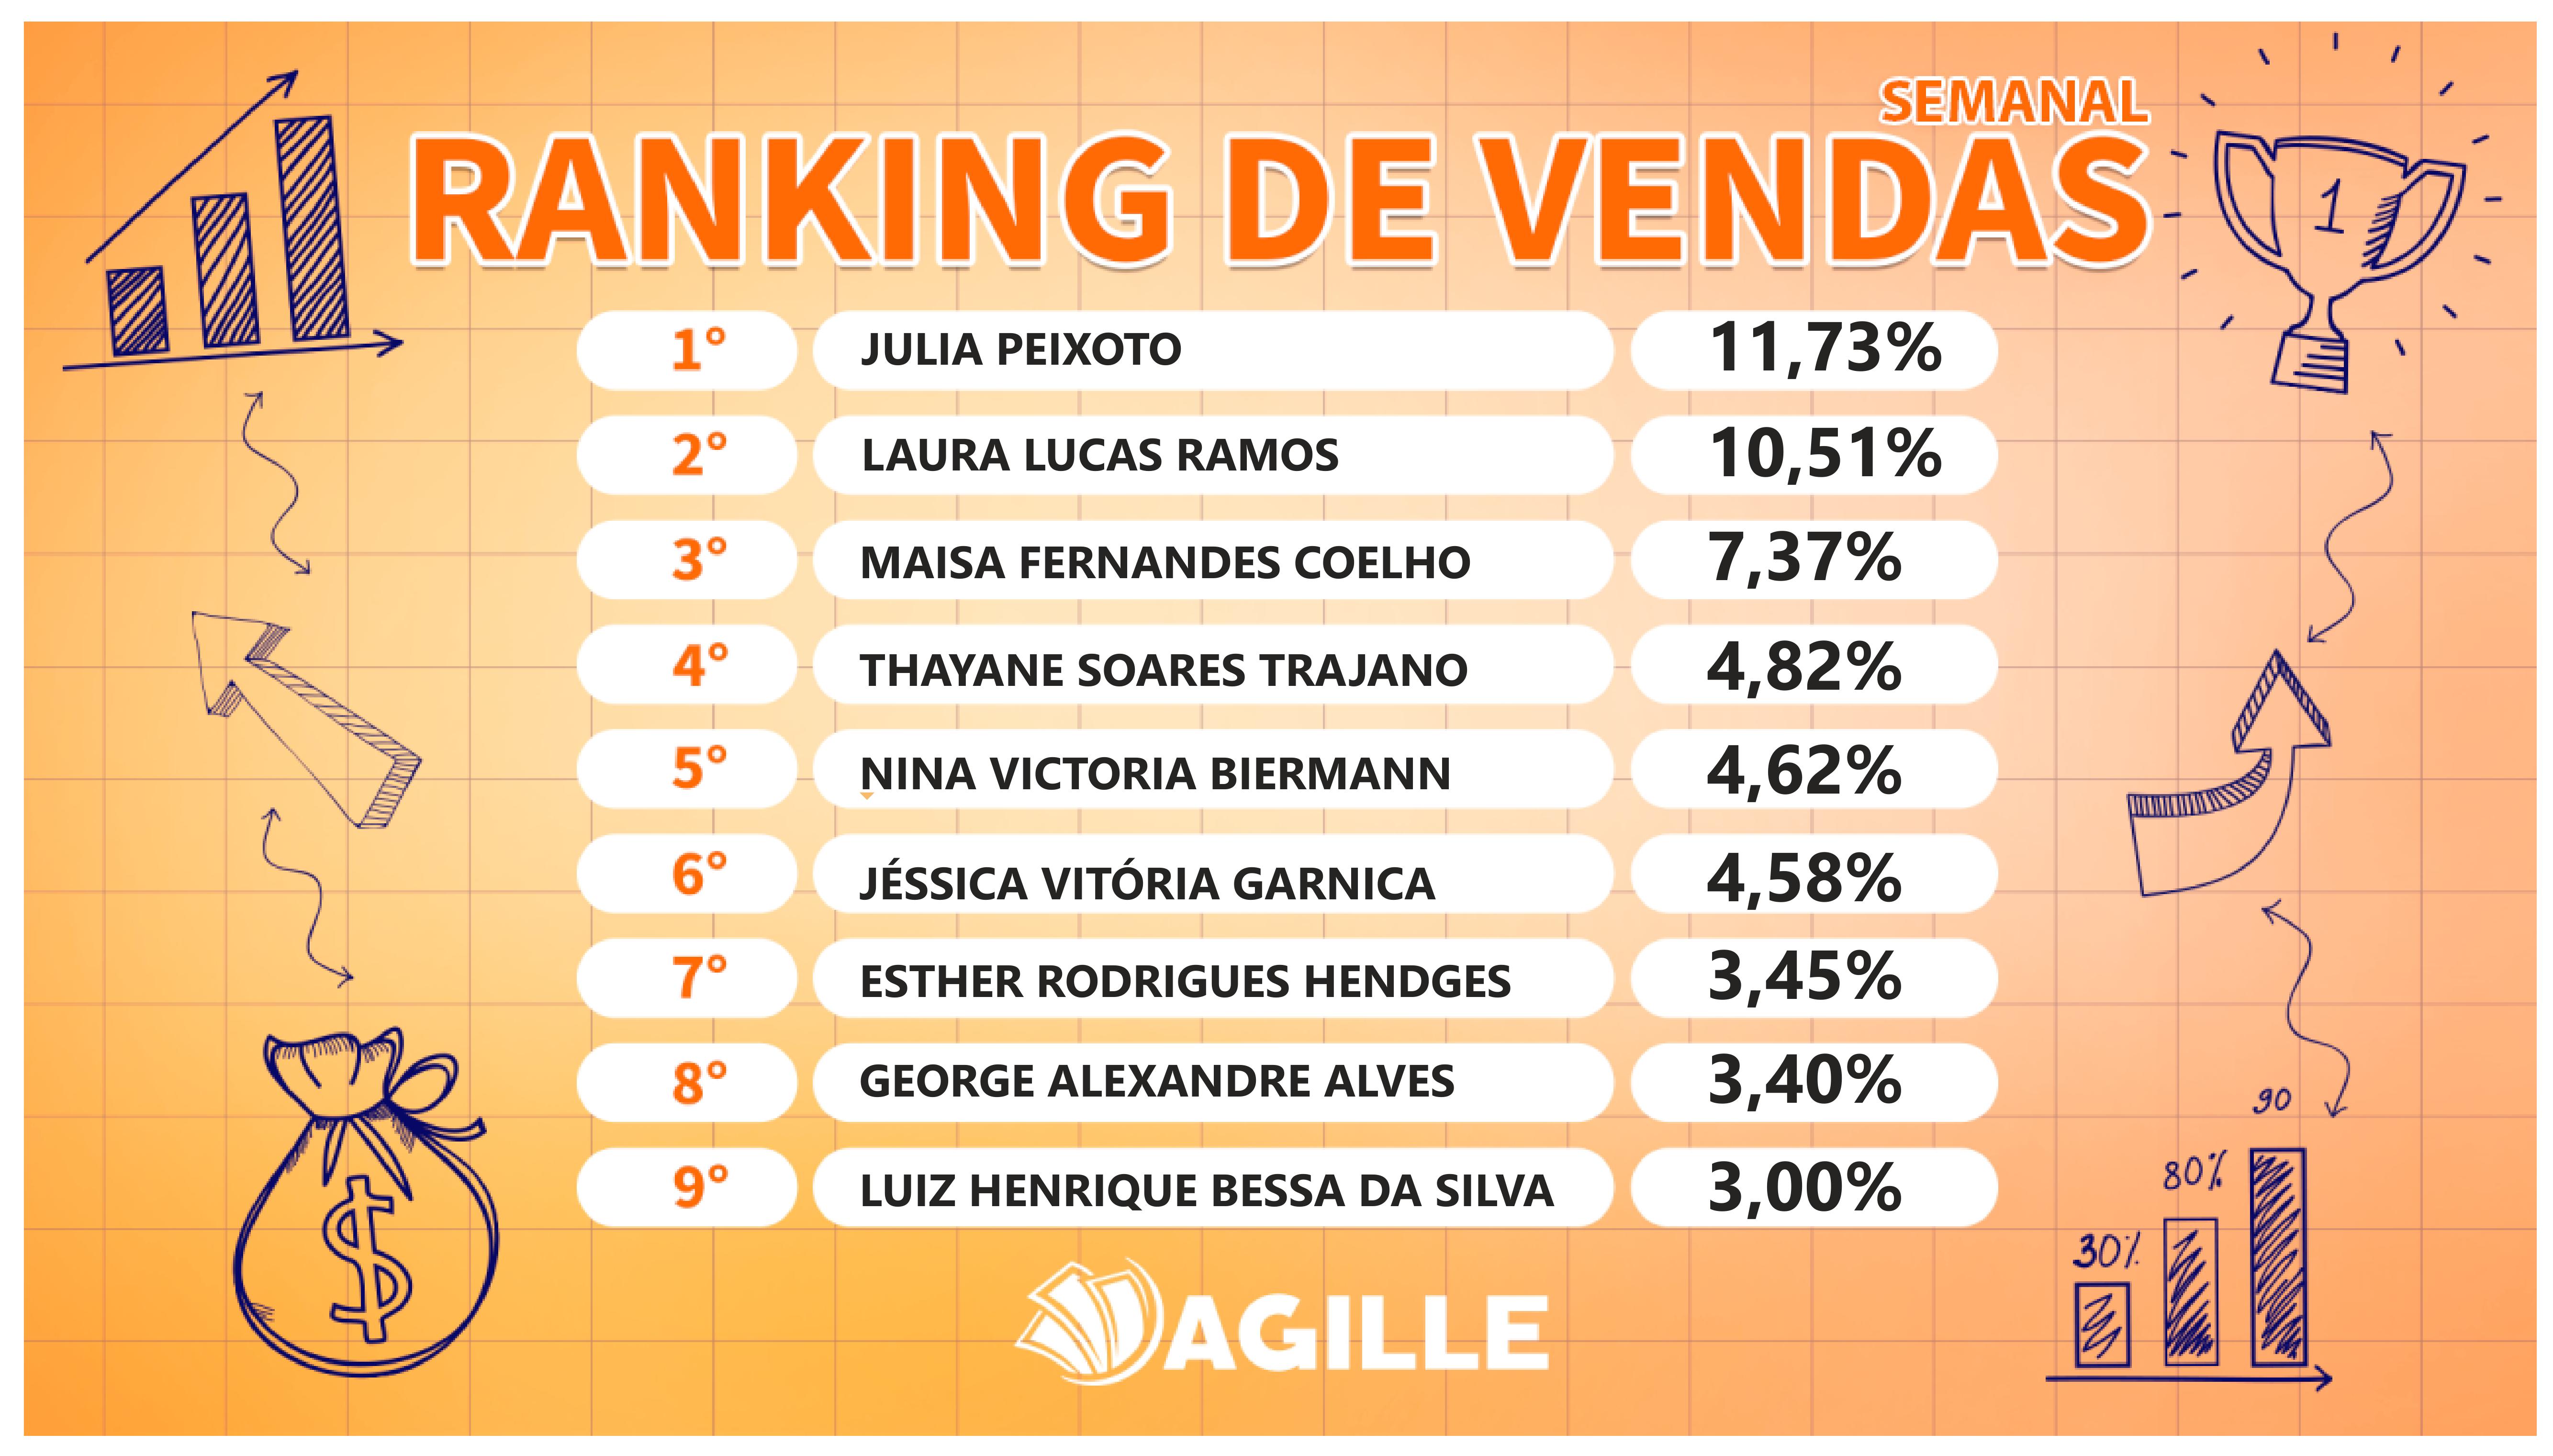 SEMANAL
RANKING DE VENDAS
1
1° JULIA PEIXOTO 11,73%
2° LAURA LUCAS RAMOS 10,51%
3° MAISA FERNANDES COELHO 7,37%
4° THAYANE SOARES TRAJANO 4,82%
5° NINA VICTORIA BIERMANN 4,62%
6° JÉSSICA VITÓRIA GARNICA 4,58%
7° ESTHER RODRIGUES HENDGES 3,45%
8° GEORGE ALEXANDRE ALVES 3,40%
9° LUIZ HENRIQUE BESSA DA SILVA 3,00%
$
90
80%
30%
AGILLE